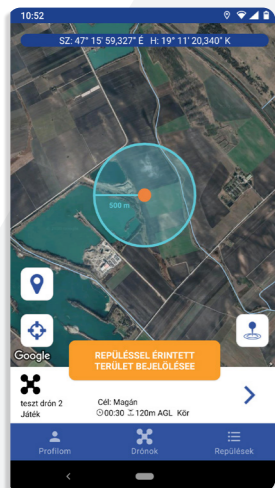 10:52
SZ: 47° 15' 59,327" É H: 19° 11' 20,340" K
500 m
Google
REPÜLÉSSEL ÉRINTETT
TERÜLET BEJELÖLÉSEE
teszt drón 2
Játék
Cél: Magán
00:30 120m AGL Kör
Profilom
Drónok
Repülések